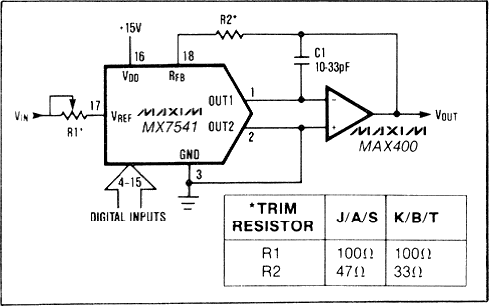 +15V
R2*
16
18
C1
10-33pF
VDD
RFB
VIN
17
VREF
MAXIM
MX7541
OUT1
1
R1*
OUT2
2
VOUT
MAXIM
MAX400
GND
3
4-15
DIGITAL INPUTS
*TRIM RESISTOR J/A/S K/B/T
R1 100Ω 100Ω
R2 47Ω 33Ω